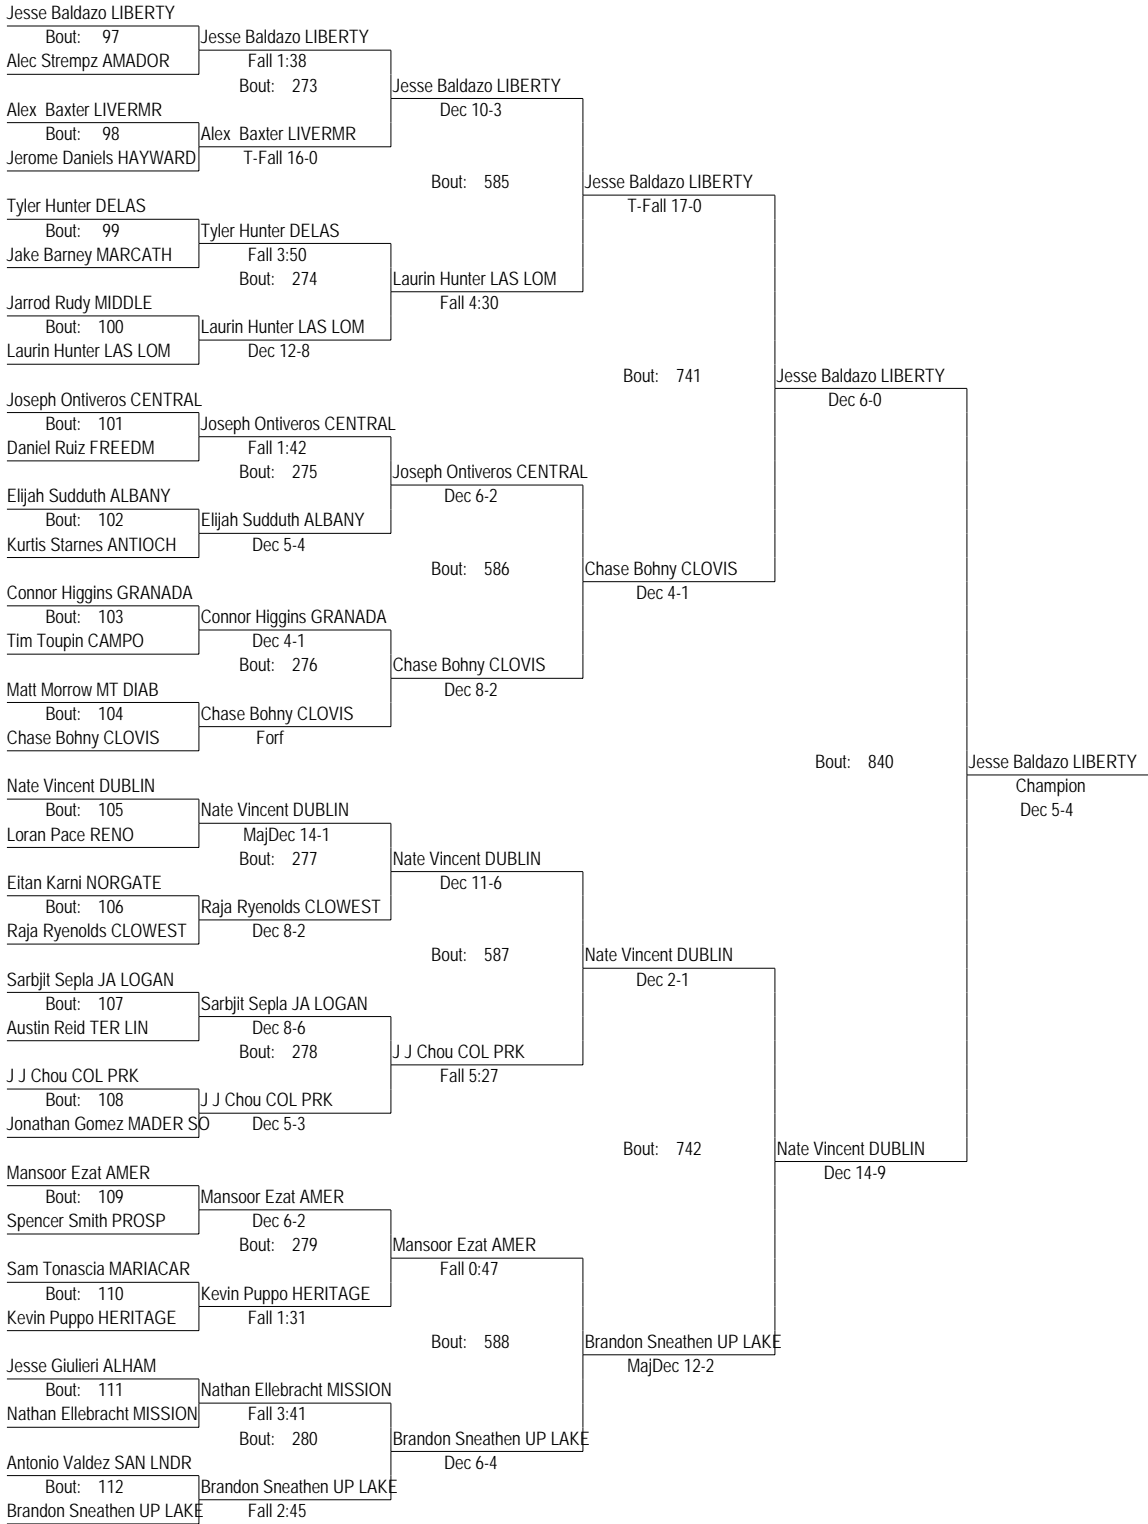 Jesse Baldazo LIBERTY
Bout: 97
Jesse Baldazo LIBERTY
Alec Strempz AMADOR
Fall 1:38
Bout: 273
Jesse Baldazo LIBERTY
Alex Baxter LIVERMR
Dec 10-3
Bout: 98
Alex Baxter LIVERMR
Jerome Daniels HAYWARD
T-Fall 16-0
Bout: 585
Jesse Baldazo LIBERTY
Tyler Hunter DELAS
T-Fall 17-0
Bout: 99
Tyler Hunter DELAS
Jake Barney MARCATH
Fall 3:50
Bout: 274
Laurin Hunter LAS LOM
Jarrod Rudy MIDDLE
Fall 4:30
Bout: 100
Laurin Hunter LAS LOM
Laurin Hunter LAS LOM
Dec 12-8
Bout: 741
Jesse Baldazo LIBERTY
Joseph Ontiveros CENTRAL
Dec 6-0
Bout: 101
Joseph Ontiveros CENTRAL
Daniel Ruiz FREEDM
Fall 1:42
Bout: 275
Joseph Ontiveros CENTRAL
Elijah Sudduth ALBANY
Dec 6-2
Bout: 102
Elijah Sudduth ALBANY
Kurtis Starnes ANTIOCH
Dec 5-4
Bout: 586
Chase Bohny CLOVIS
Connor Higgins GRANADA
Dec 4-1
Bout: 103
Connor Higgins GRANADA
Tim Toupin CAMPO
Dec 4-1
Bout: 276
Chase Bohny CLOVIS
Matt Morrow MT DIAB
Dec 8-2
Bout: 104
Chase Bohny CLOVIS
Chase Bohny CLOVIS
Forf
Bout: 840
Jesse Baldazo LIBERTY
Nate Vincent DUBLIN
Champion
Bout: 105
Nate Vincent DUBLIN
Dec 5-4
Loran Pace RENO
MajDec 14-1
Bout: 277
Nate Vincent DUBLIN
Eitan Karni NORGATE
Dec 11-6
Bout: 106
Raja Ryenolds CLOWEST
Raja Ryenolds CLOWEST
Dec 8-2
Bout: 587
Nate Vincent DUBLIN
Sarbjit Sepla JA LOGAN
Dec 2-1
Bout: 107
Sarbjit Sepla JA LOGAN
Austin Reid TER LIN
Dec 8-6
Bout: 278
J J Chou COL PRK
J J Chou COL PRK
Fall 5:27
Bout: 108
J J Chou COL PRK
Jonathan Gomez MADER SO
Dec 5-3
Bout: 742
Nate Vincent DUBLIN
Mansoor Ezat AMER
Dec 14-9
Bout: 109
Mansoor Ezat AMER
Spencer Smith PROSP
Dec 6-2
Bout: 279
Mansoor Ezat AMER
Sam Tonascia MARIACAR
Fall 0:47
Bout: 110
Kevin Puppo HERITAGE
Kevin Puppo HERITAGE
Fall 1:31
Bout: 588
Brandon Sneathen UP LAKE
Jesse Giulieri ALHAM
MajDec 12-2
Bout: 111
Nathan Ellebracht MISSION
Nathan Ellebracht MISSION
Fall 3:41
Bout: 280
Brandon Sneathen UP LAKE
Antonio Valdez SAN LNDR
Dec 6-4
Bout: 112
Brandon Sneathen UP LAKE
Brandon Sneathen UP LAKE
Fall 2:45